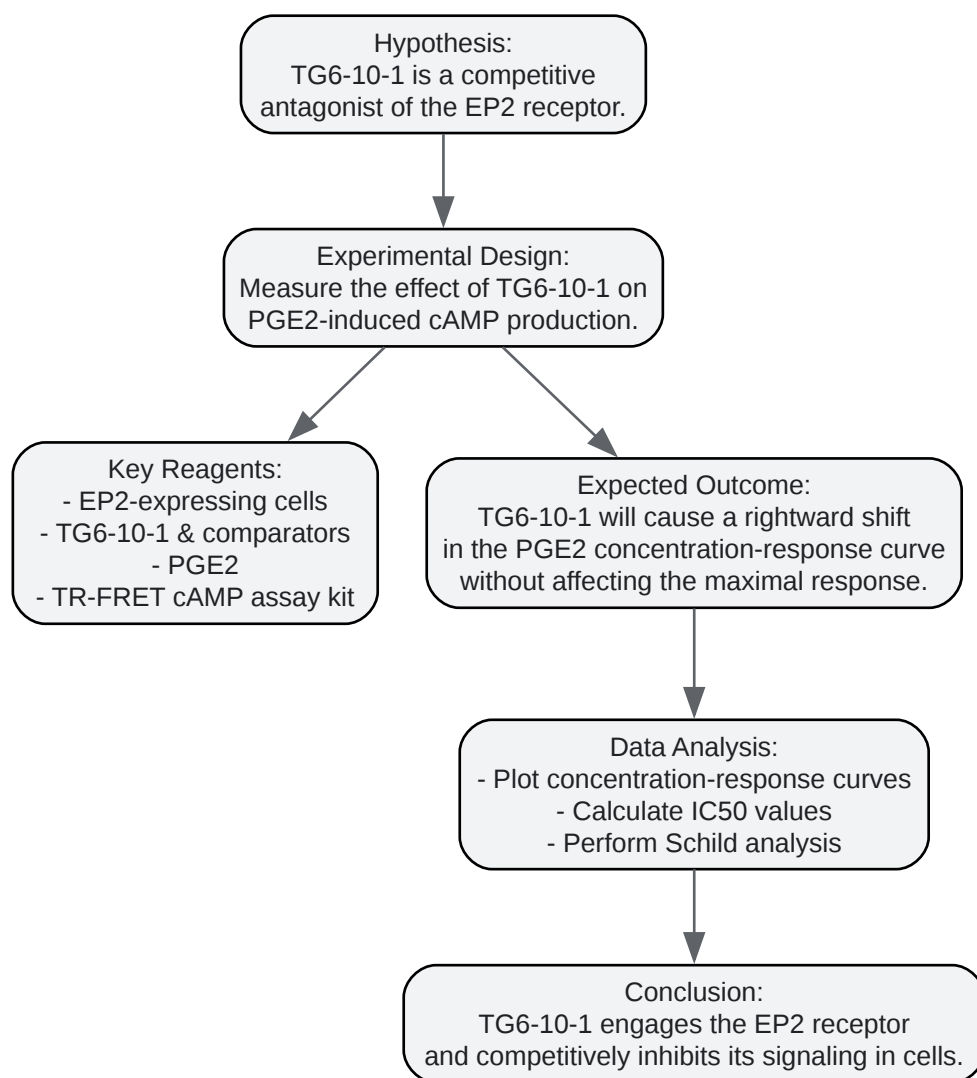 Hypothesis:
TG6-10-1 is a competitive
antagonist of the EP2 receptor.
Experimental Design:
Measure the effect of TG6-10-1 on
PGE2-induced cAMP production.
Key Reagents:
- EP2-expressing cells
- TG6-10-1 & comparators
- PGE2
- TR-FRET cAMP assay kit
Expected Outcome:
TG6-10-1 will cause a rightward shift
in the PGE2 concentration-response curve
without affecting the maximal response.
Data Analysis:
- Plot concentration-response curves
- Calculate IC50 values
- Perform Schild analysis
Conclusion:
TG6-10-1 engages the EP2 receptor
and competitively inhibits its signaling in cells.